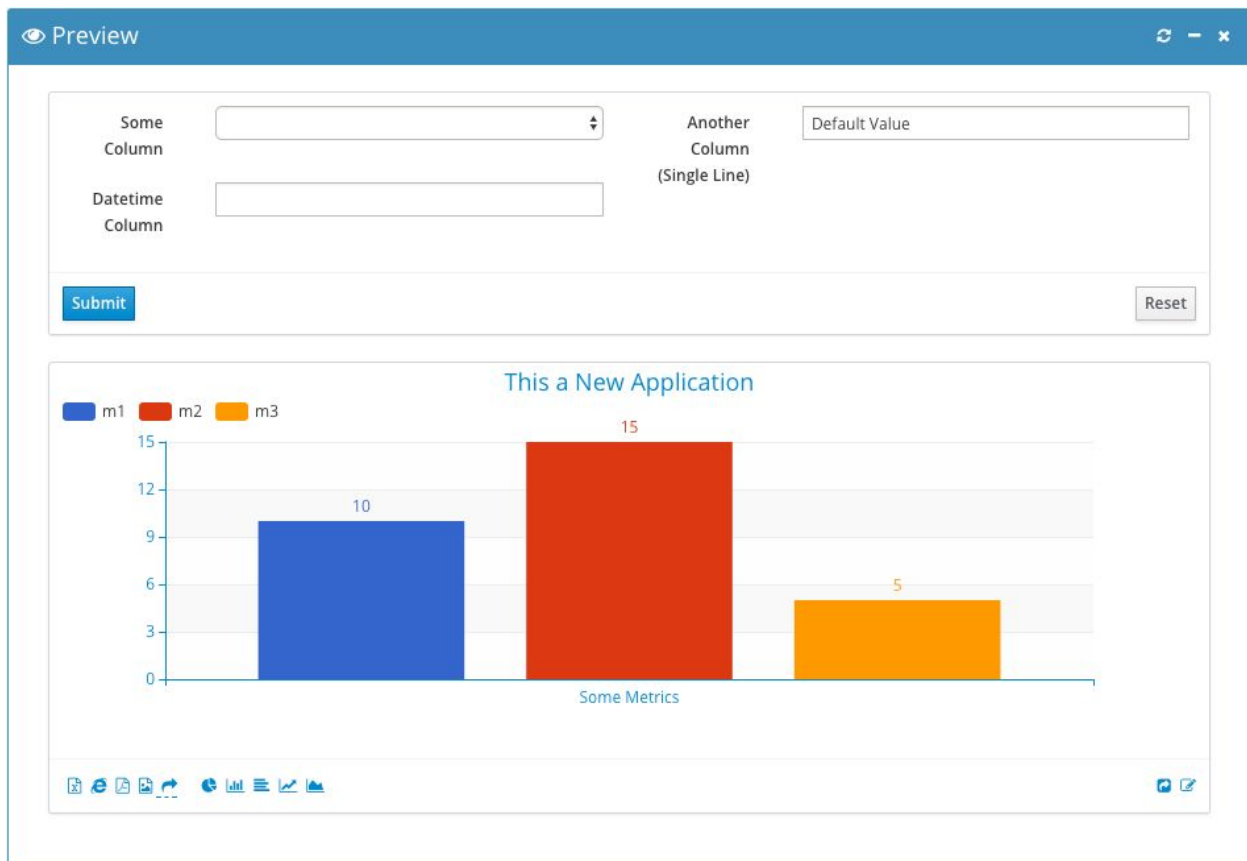 Preview
Some
Column
Another
Column
(Single Line)
Default Value
Datetime
Column
Submit
Reset
This a New Application
m1 m2 m3
15
15
12
10
9
6
5
3
0
Some Metrics